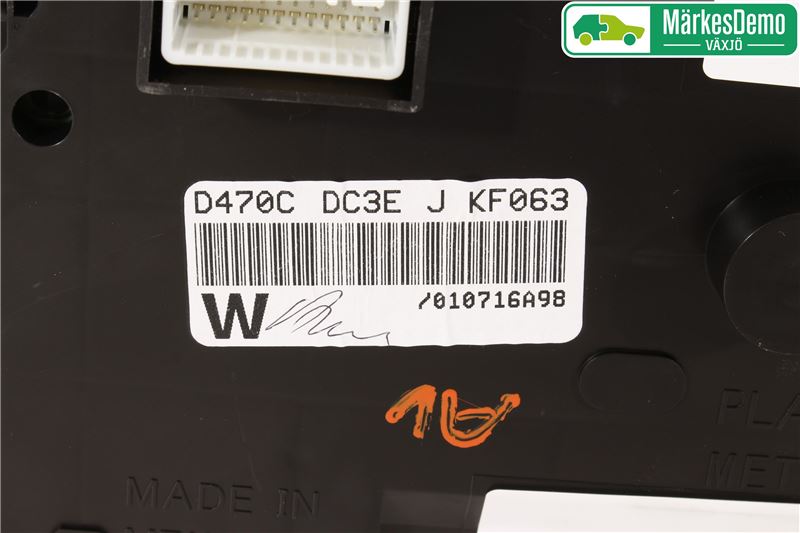 MärkesDemo
VÄXJÖ
D470C DC3E J KF063
W /010716A98
PLA
MET
MADE IN